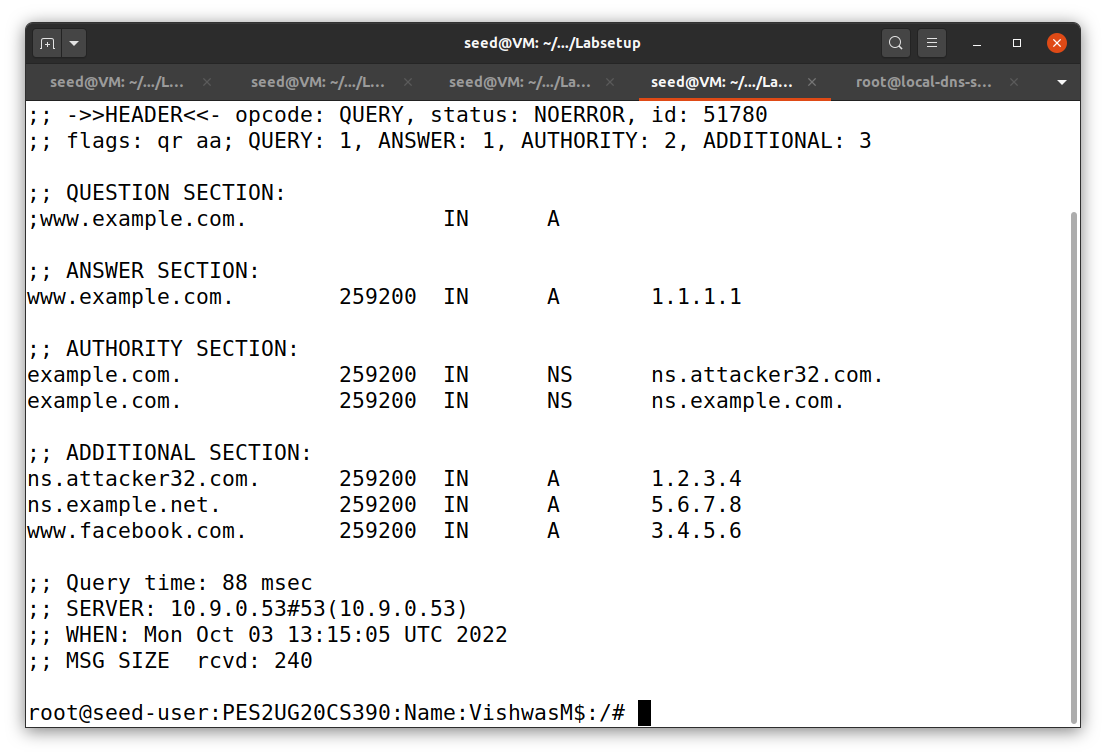 seed@VM: ~/.../Labsetup
seed@VM: ~/.../L... seed@VM: ~/.../L... seed@VM: ~/.../La... seed@VM: ~/.../La... root@local-dns-s...
;; ->>HEADER<<- opcode: QUERY, status: NOERROR, id: 51780
;; flags: qr aa; QUERY: 1, ANSWER: 1, AUTHORITY: 2, ADDITIONAL: 3
;; QUESTION SECTION:
;www.example.com. IN A
;; ANSWER SECTION:
www.example.com. 259200 IN A 1.1.1.1
;; AUTHORITY SECTION:
example.com. 259200 IN NS ns.attacker32.com.
example.com. 259200 IN NS ns.example.com.
;; ADDITIONAL SECTION:
ns.attacker32.com. 259200 IN A 1.2.3.4
ns.example.net. 259200 IN A 5.6.7.8
www.facebook.com. 259200 IN A 3.4.5.6
;; Query time: 88 msec
;; SERVER: 10.9.0.53#53(10.9.0.53)
;; WHEN: Mon Oct 03 13:15:05 UTC 2022
;; MSG SIZE  rcvd: 240
root@seed-user:PES2UG20CS390:Name:VishwasM$:/#